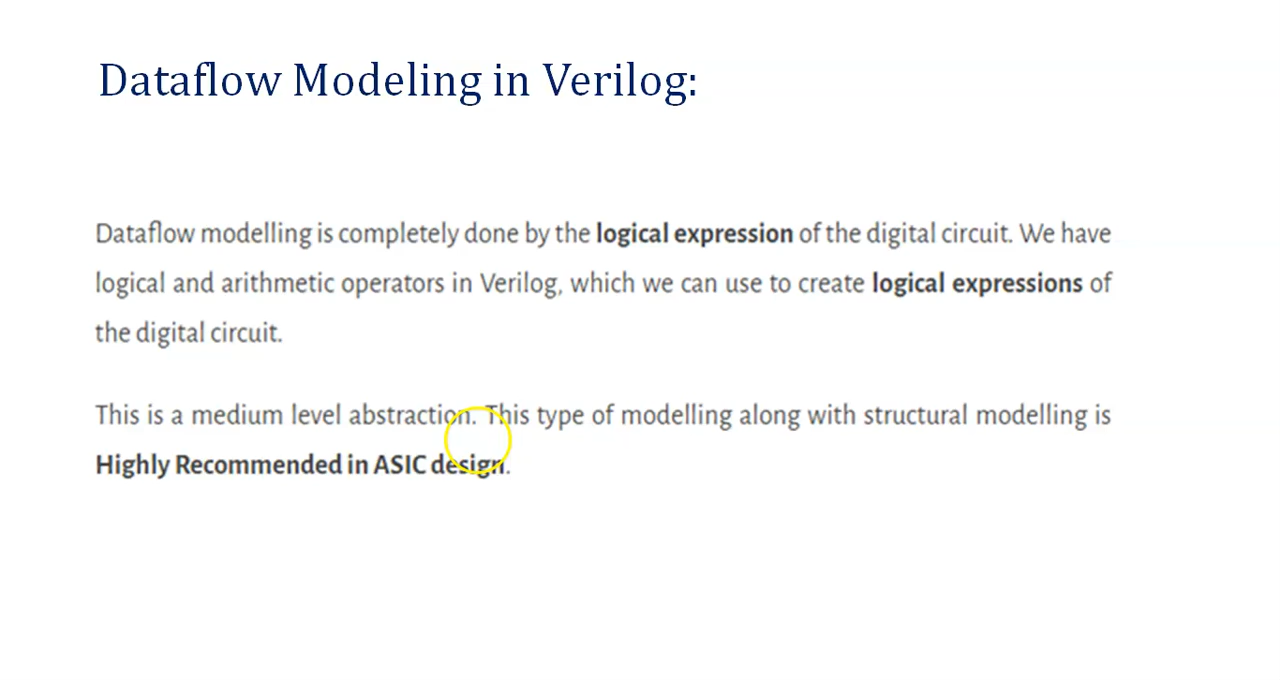 Dataflow Modeling in Verilog:
Dataflow modelling is completely done by the logical expression of the digital circuit. We have
logical and arithmetic operators in Verilog, which we can use to create logical expressions of
the digital circuit.
This is a medium level abstraction. This type of modelling along with structural modelling is
Highly Recommended in ASIC design.